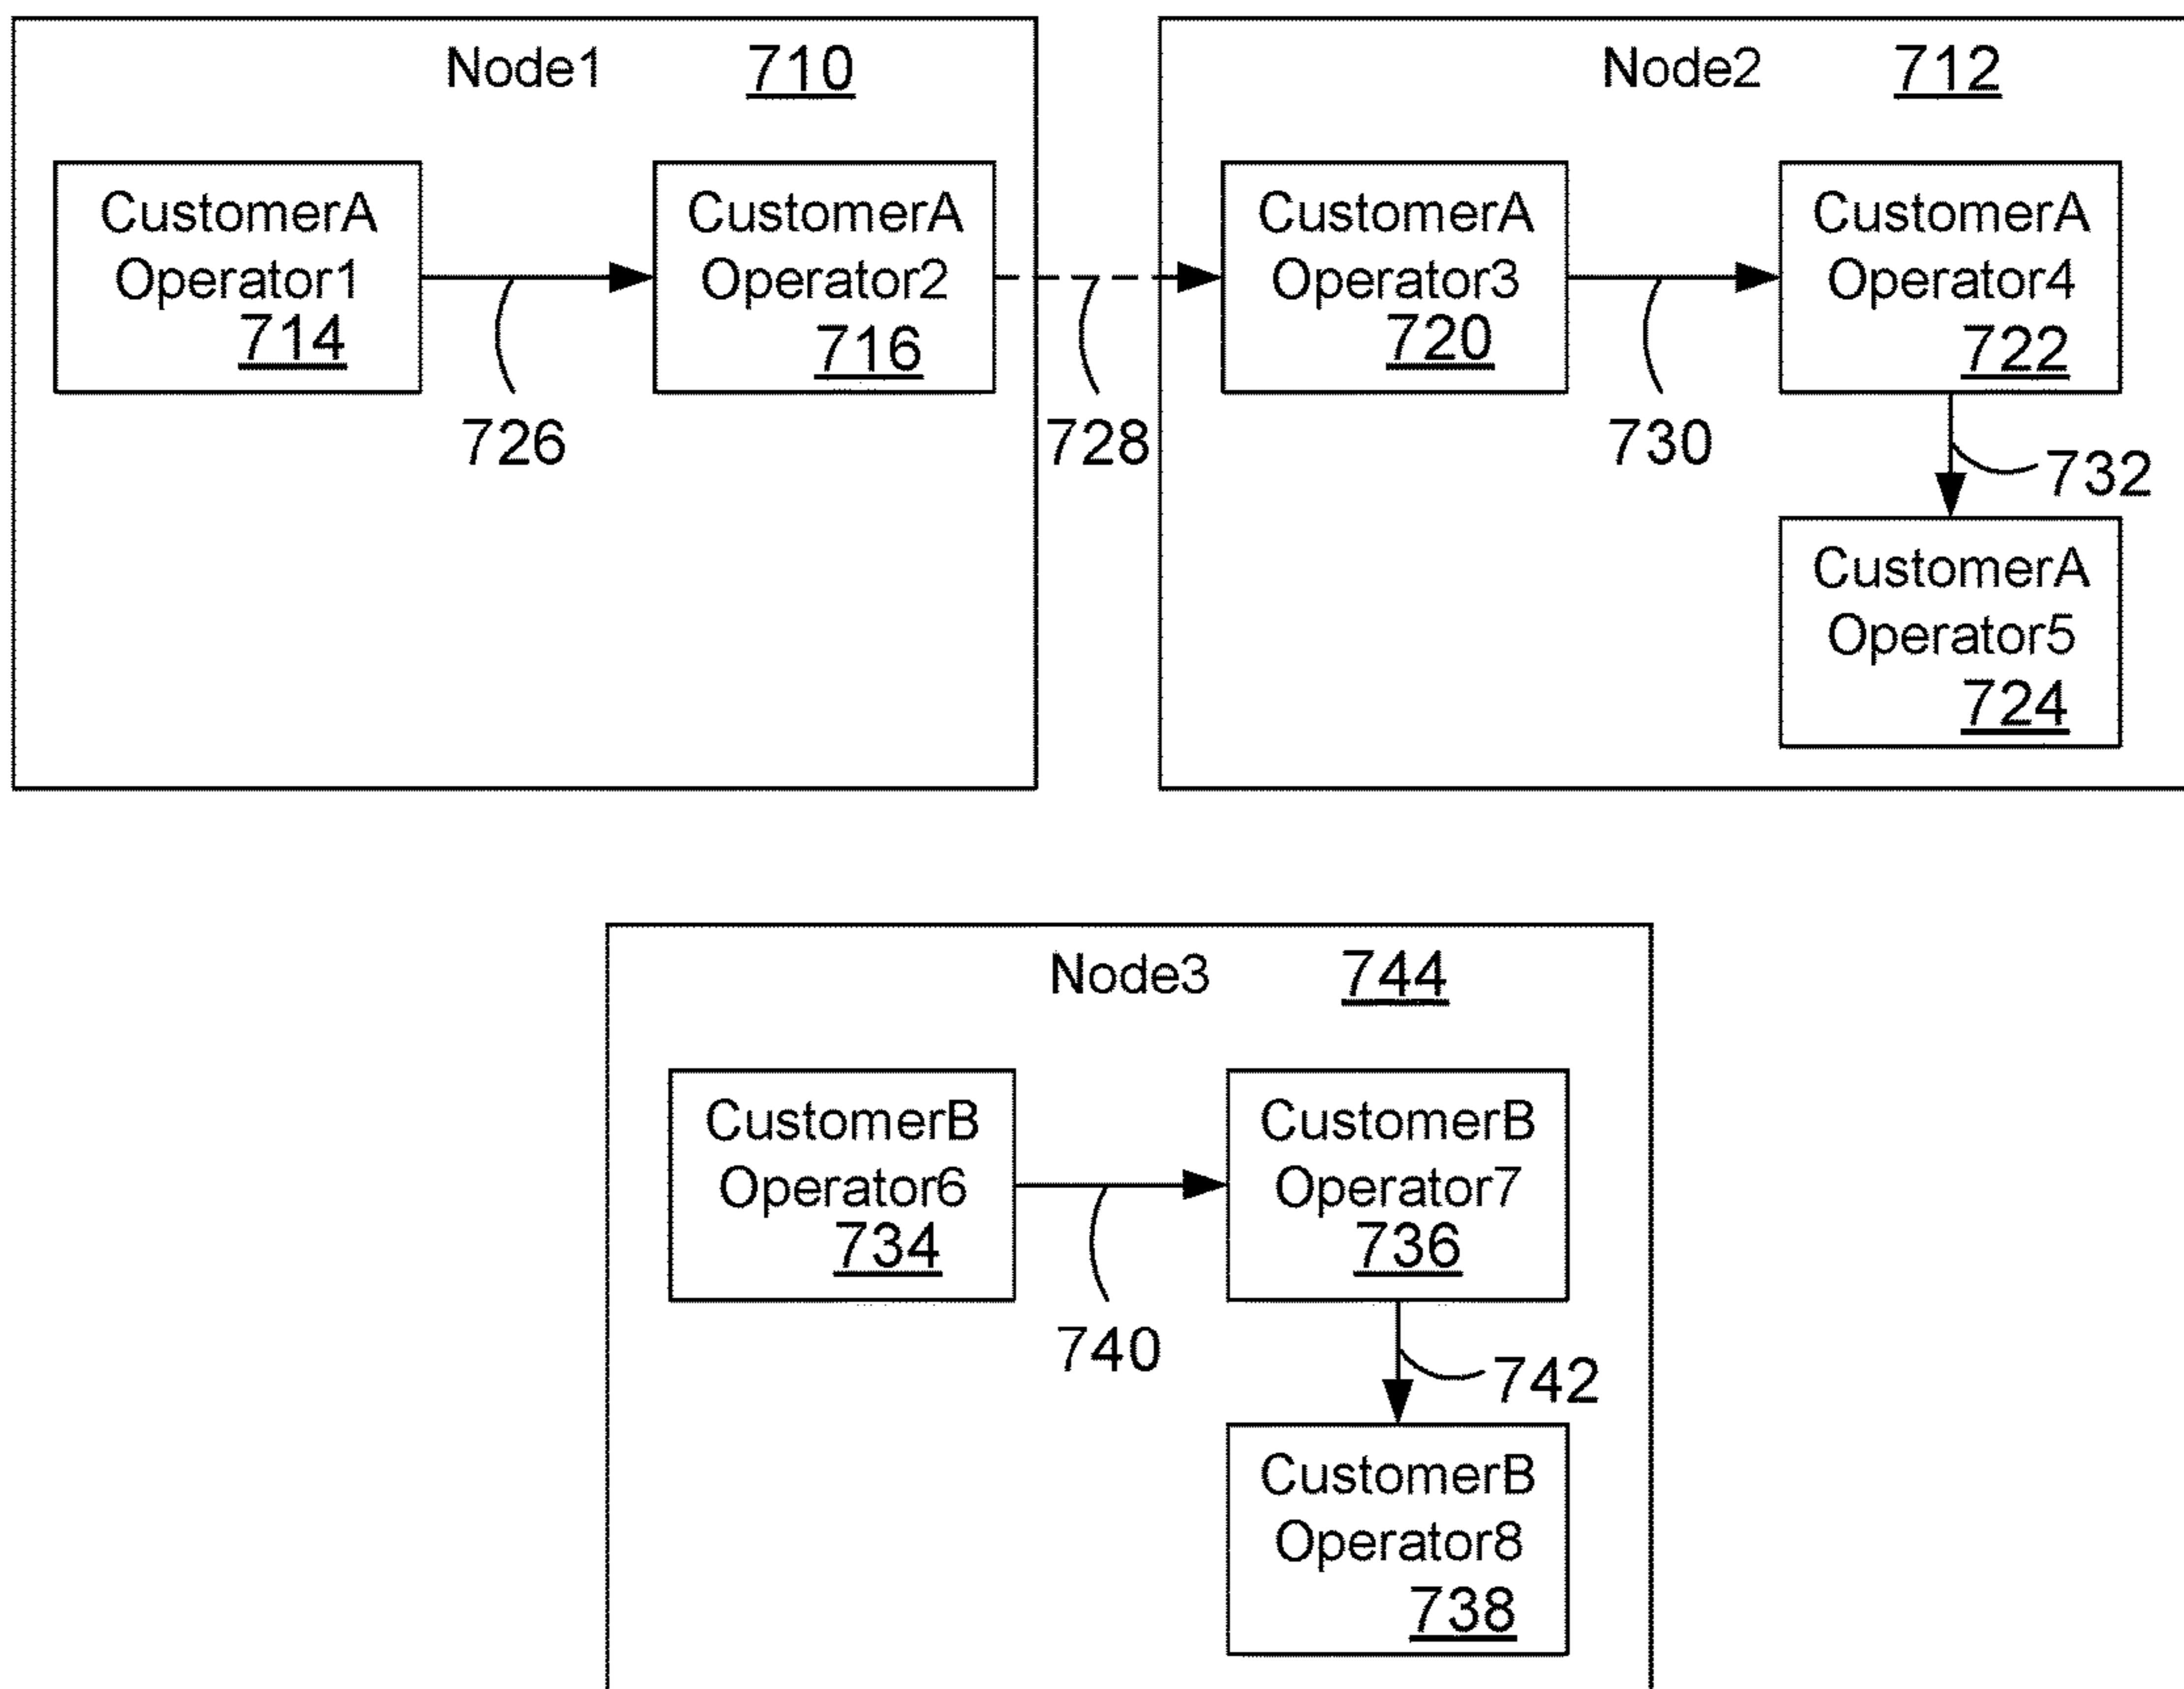 Node1 710
CustomerA
Operator1
714
726
CustomerA
Operator2
716
728
Node2 712
CustomerA
Operator3
720
730
CustomerA
Operator4
722
732
CustomerA
Operator5
724
Node3 744
CustomerB
Operator6
734
740
CustomerB
Operator7
736
742
CustomerB
Operator8
738